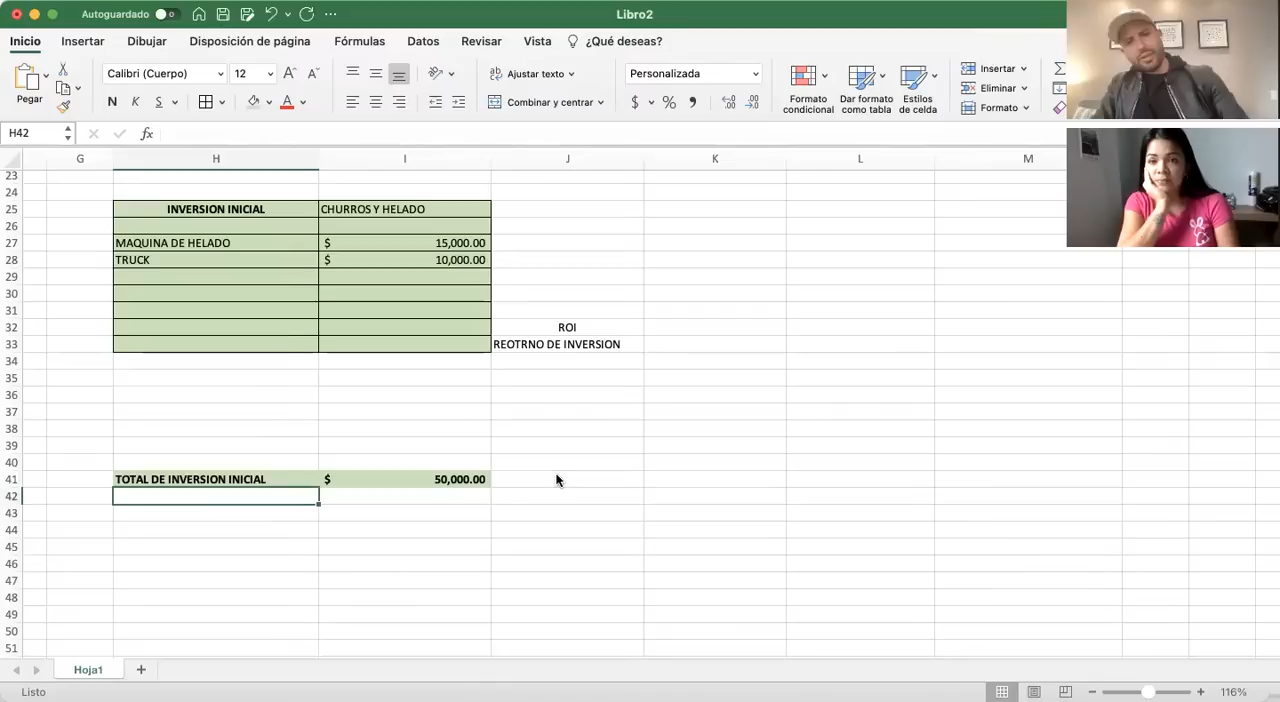 Autoguardado
Libro2
Inicio Insertar Dibujar Disposición de página Fórmulas Datos Revisar Vista ¿Qué deseas?
Pegar
Calibri (Cuerpo) 12
N K S A
Ajustar texto
Combinar y centrar
Personalizada
$ %
Formato condicional
Dar formato como tabla
Estilos de celda
Insertar
Eliminar
Formato
H42 fx
G H I J K L M
23
24
25 INVERSION INICIAL CHURROS Y HELADO
26
27 MAQUINA DE HELADO $ 15,000.00
28 TRUCK $ 10,000.00
29
30
31
32 ROI
33 REOTRNO DE INVERSION
34
35
36
37
38
39
40
41 TOTAL DE INVERSION INICIAL $ 50,000.00
42
43
44
45
46
47
48
49
50
51
Hoja1 +
Listo
116%